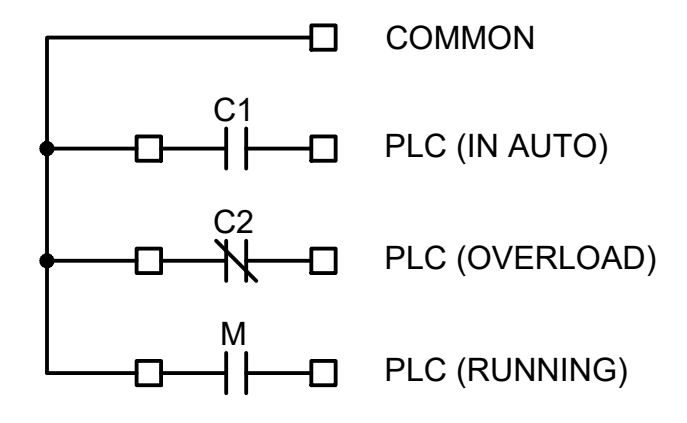 COMMON
C1
PLC (IN AUTO)
C2
PLC (OVERLOAD)
M
PLC (RUNNING)